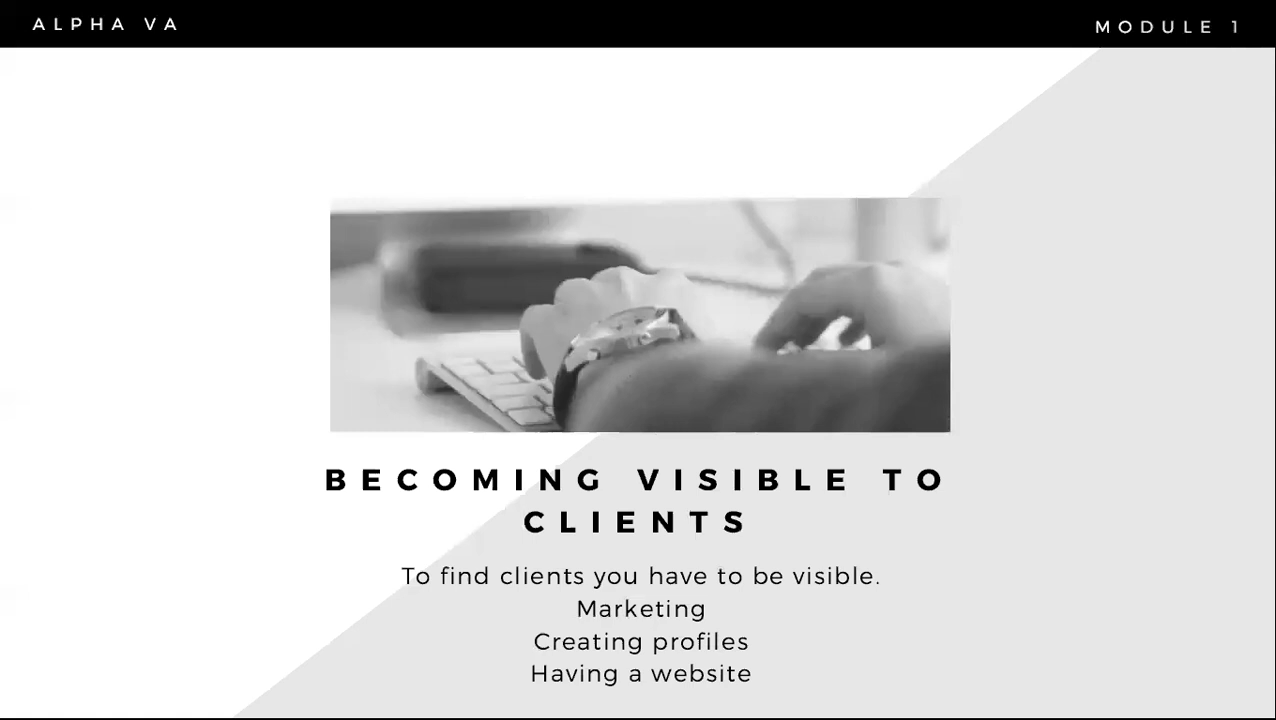 ALPHA VA
MODULE 1
BECOMING VISIBLE TO
CLIENTS
To find clients you have to be visible.
Marketing
Creating profiles
Having a website